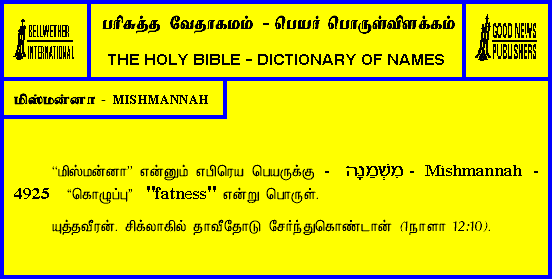 BELLWETHER
INTERNATIONAL
பரிசுத்த வேதாகமம் - பெயர் பொருள்விளக்கம்
THE HOLY BIBLE - DICTIONARY OF NAMES
GOOD NEWS
PUBLISHERS
மிஸ்மன்னா - MISHMANNAH
“மிஸ்மன்னா” என்னும் எபிரெய பெயருக்கு - מִשְׁמַנָּה - Mishmannah -
4925 “கொழுப்பு” "fatness" என்று பொருள்.
யுத்தவீரன். சிக்லாகில் தாவீதோடு சேர்ந்துகொண்டான் (1நாளா 12:10).